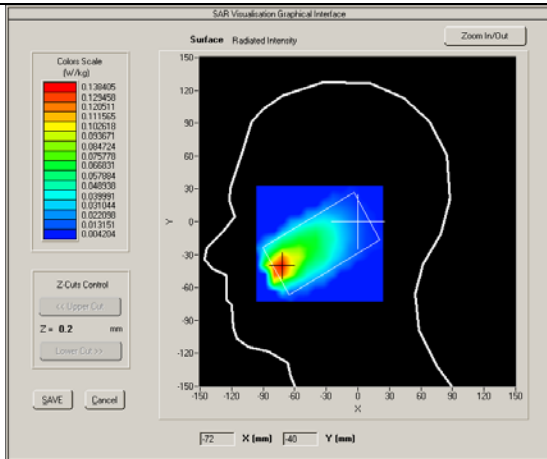 SAR Visualisation Graphical Interface
Surface Radiated Intensity
Zoom In/Out
Colors Scale
(W/kg)
0.138405
0.129458
0.120511
0.111565
0.102618
0.093671
0.084724
0.075778
0.066831
0.057884
0.048938
0.039991
0.031044
0.022098
0.013151
0.004204
150
120
90
60
30
0
-30
-60
-90
-120
-150
Y
-150 -120 -90 -60 -30 0 30 60 90 120 150
X
Z-Cuts Control
<< Upper Cut
Z = 0.2 mm
Lower Cut >>
SAVE Cancel
-72 X (mm) -40 Y (mm)